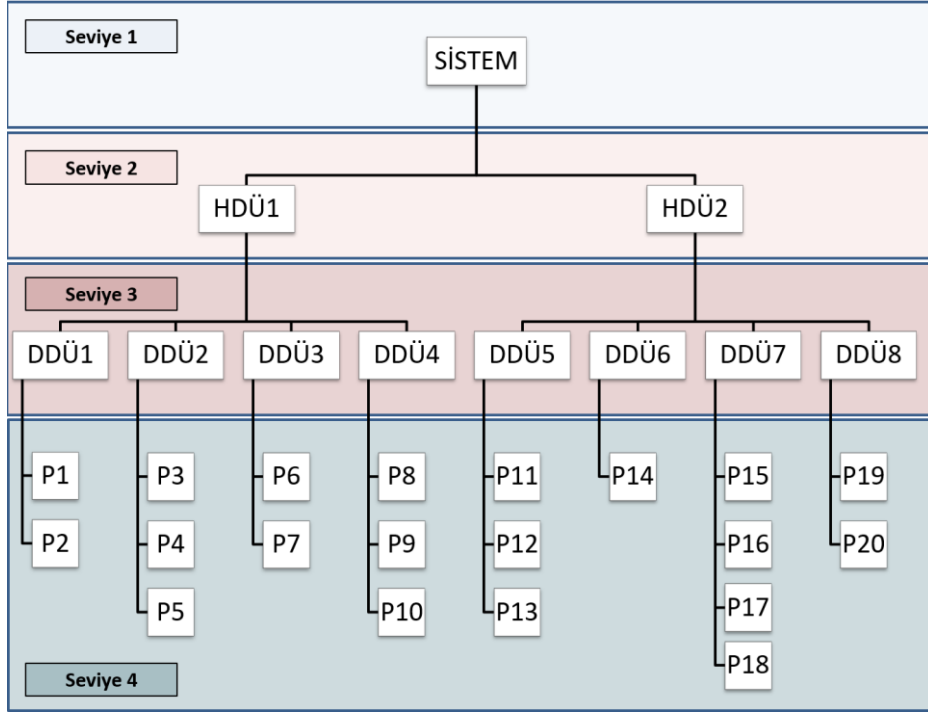 Seviye 1
SİSTEM
Seviye 2
HDÜ1 HDÜ2
Seviye 3
DDÜ1 DDÜ2 DDÜ3 DDÜ4 DDÜ5 DDÜ6 DDÜ7 DDÜ8
P1 P3 P6 P8 P11 P14 P15 P19
P2 P4 P7 P9 P12 P16 P20
P5 P10 P13 P17
P18
Seviye 4